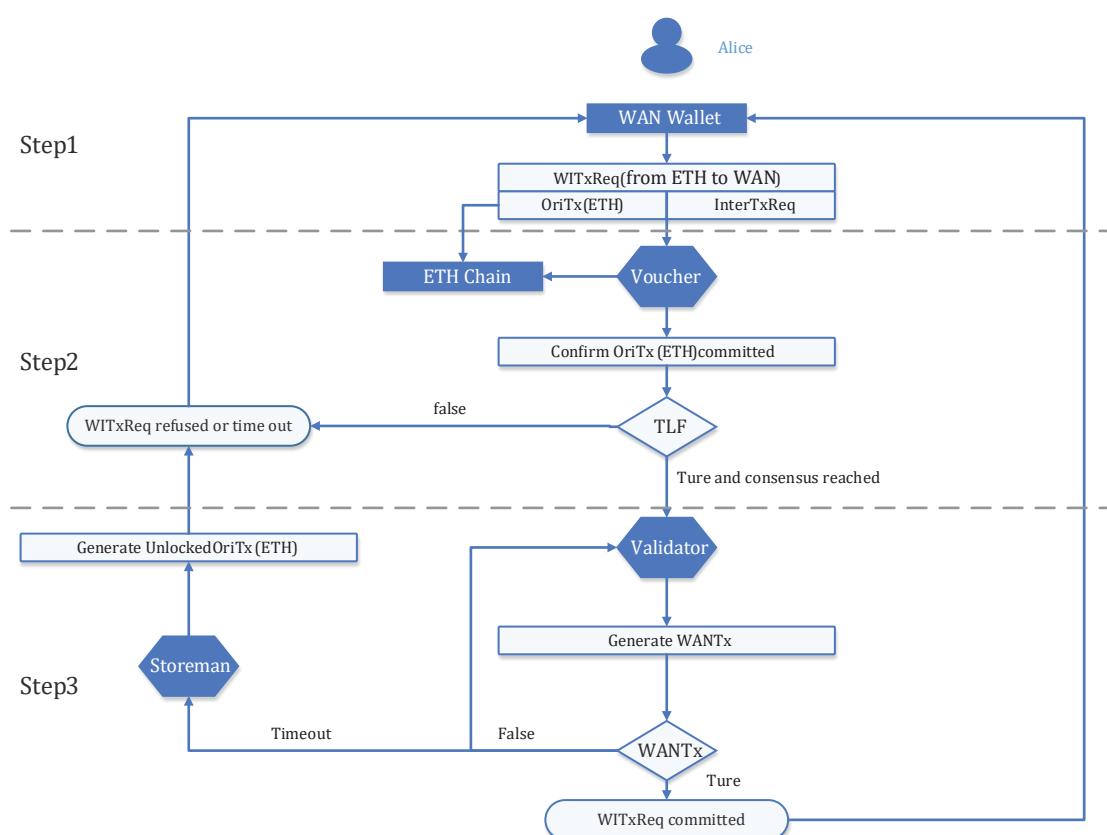 Alice
Step1
WAN Wallet
WITxReq(from ETH to WAN)
OriTx(ETH)
InterTxReq
ETH Chain
Voucher
Step2
Confirm OriTx (ETH)committed
false
TLF
WITxReq refused or time out
Ture and consensus reached
Generate UnlockedOriTx(ETH)
Validator
Generate WANTx
Storeman
Step3
Timeout
False
WANTx
Ture
WITxReq committed